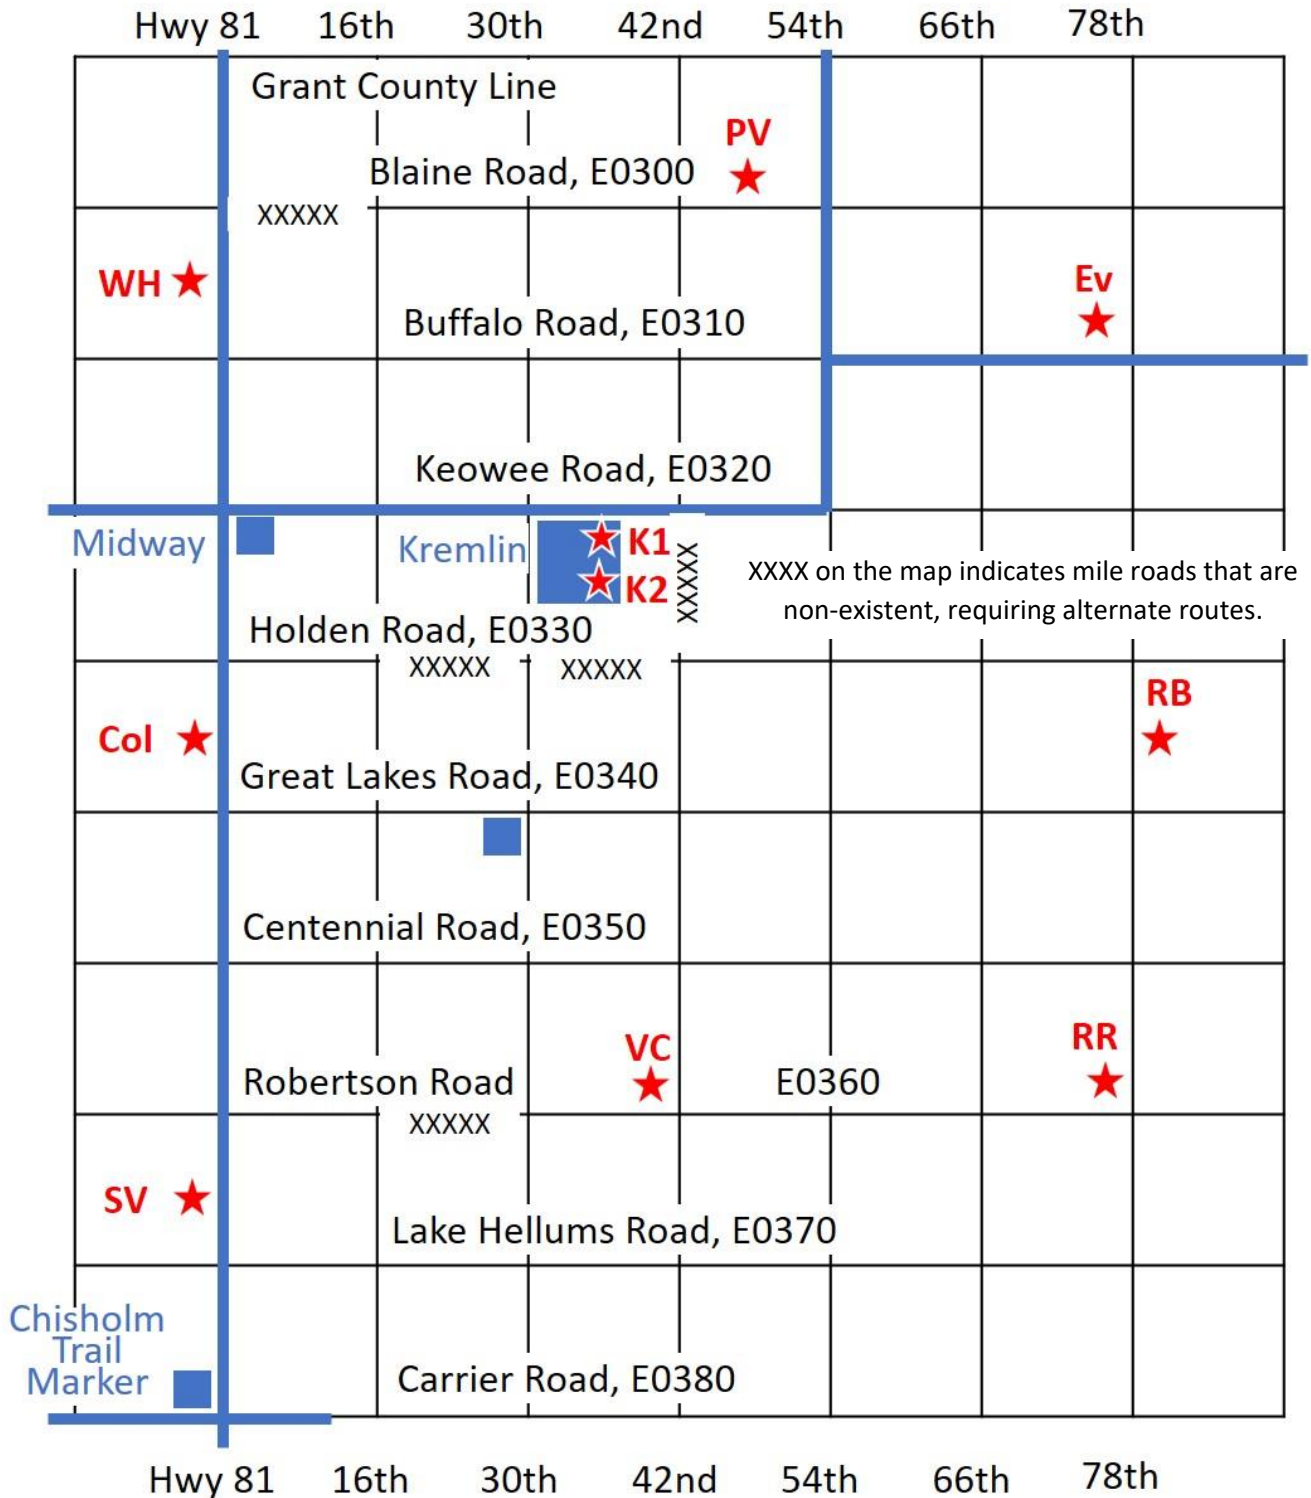 Hwy 81 16th 30th 42nd 54th 66th 78th
Grant County Line
PV
Blaine Road, E0300
XXXXX
WH
Ev
Buffalo Road, E0310
Keowee Road, E0320
Midway
Kremlin
K1
K2
XXXXX
XXXX on the map indicates mile roads that are
non-existent, requiring alternate routes.
Holden Road, E0330
XXXXX XXXXX
RB
Col
Great Lakes Road, E0340
Centennial Road, E0350
VC
RR
Robertson Road E0360
XXXXX
SV
Lake Hellums Road, E0370
Chisholm
Trail
Marker
Carrier Road, E0380
Hwy 81 16th 30th 42nd 54th 66th 78th